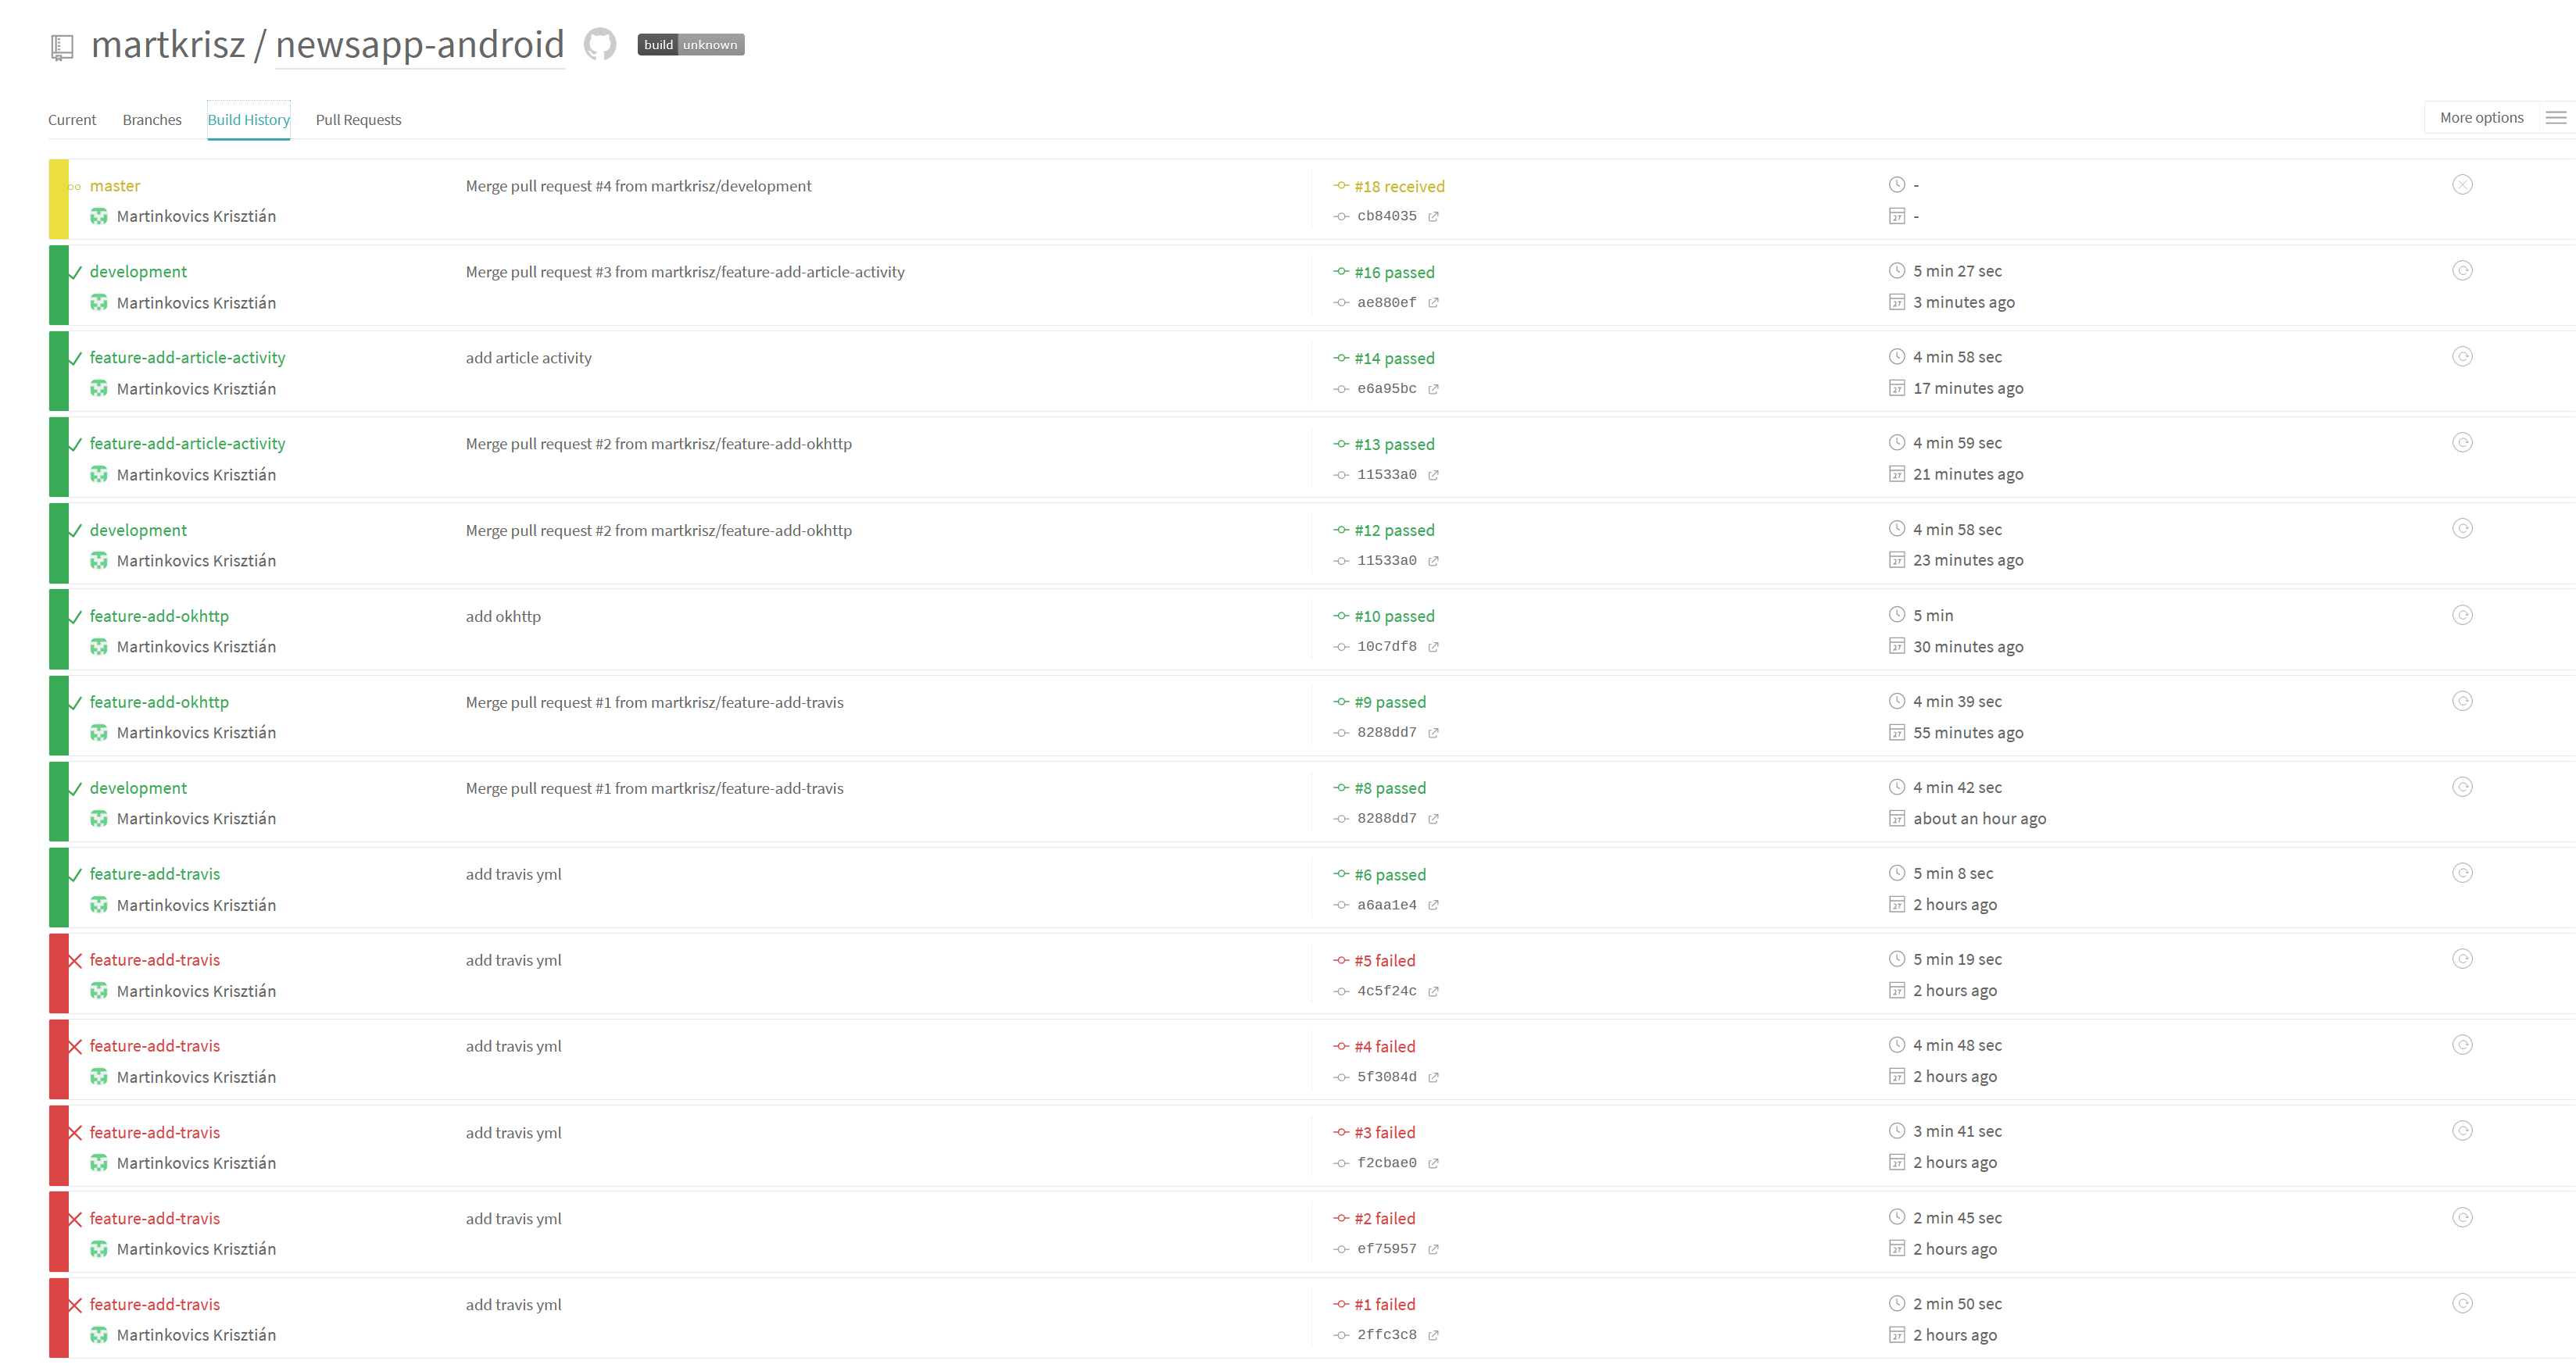 martkrisz / newsapp-android build unknown
Current Branches Build History Pull Requests More options
master Merge pull request #4 from martkrisz/development #18 received -
Martinkovics Krisztián cb84035 27 -
development Merge pull request #3 from martkrisz/feature-add-article-activity #16 passed 5 min 27 sec
Martinkovics Krisztián ae880ef 27 3 minutes ago
feature-add-article-activity add article activity #14 passed 4 min 58 sec
Martinkovics Krisztián e6a95bc 27 17 minutes ago
feature-add-article-activity Merge pull request #2 from martkrisz/feature-add-okhttp #13 passed 4 min 59 sec
Martinkovics Krisztián 11533a0 27 21 minutes ago
development Merge pull request #2 from martkrisz/feature-add-okhttp #12 passed 4 min 58 sec
Martinkovics Krisztián 11533a0 27 23 minutes ago
feature-add-okhttp add okhttp #10 passed 5 min
Martinkovics Krisztián 10c7df8 27 30 minutes ago
feature-add-okhttp Merge pull request #1 from martkrisz/feature-add-travis #9 passed 4 min 39 sec
Martinkovics Krisztián 8288dd7 27 55 minutes ago
development Merge pull request #1 from martkrisz/feature-add-travis #8 passed 4 min 42 sec
Martinkovics Krisztián 8288dd7 27 about an hour ago
feature-add-travis add travis yml #6 passed 5 min 8 sec
Martinkovics Krisztián a6aa1e4 27 2 hours ago
feature-add-travis add travis yml #5 failed 5 min 19 sec
Martinkovics Krisztián 4c5f24c 27 2 hours ago
feature-add-travis add travis yml #4 failed 4 min 48 sec
Martinkovics Krisztián 5f3084d 27 2 hours ago
feature-add-travis add travis yml #3 failed 3 min 41 sec
Martinkovics Krisztián f2cbae0 27 2 hours ago
feature-add-travis add travis yml #2 failed 2 min 45 sec
Martinkovics Krisztián ef75957 27 2 hours ago
feature-add-travis add travis yml #1 failed 2 min 50 sec
Martinkovics Krisztián 2ffc3c8 27 2 hours ago